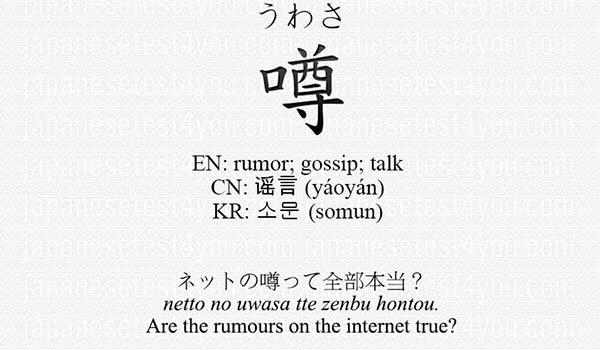 うわさ
噂
EN: rumor; gossip; talk
CN: 谣言 (yáoyán)
KR: 소문 (somun)
ネットの噂って全部本当？
netto no uwasa tte zenbu hontou.
Are the rumours on the internet true?
japanesetest4you.com